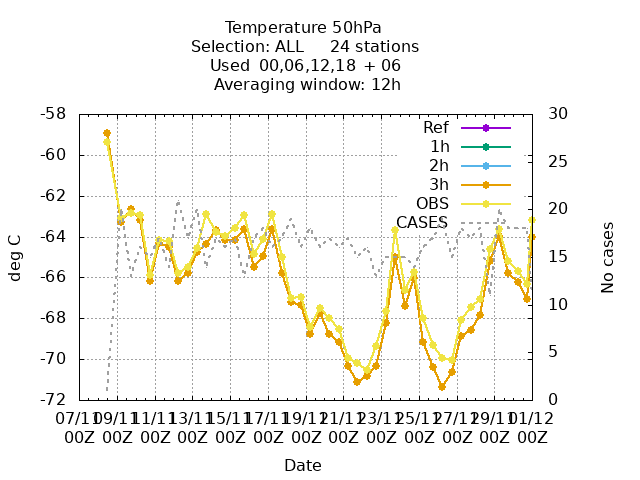 Temperature 50hPa
Selection: ALL 24 stations
Used 00,06,12,18 + 06
Averaging window: 12h
-58
-60
-62
-64
-66
-68
-70
-72
deg C
30
25
20
15
10
5
0
No cases
Ref
1h
2h
3h
OBS
CASES
07/11 09/11 11/11 13/11 15/11 17/11 19/11 21/11 23/11 25/11 27/11 29/11 01/12
00Z 00Z 00Z 00Z 00Z 00Z 00Z 00Z 00Z 00Z 00Z 00Z 00Z
Date